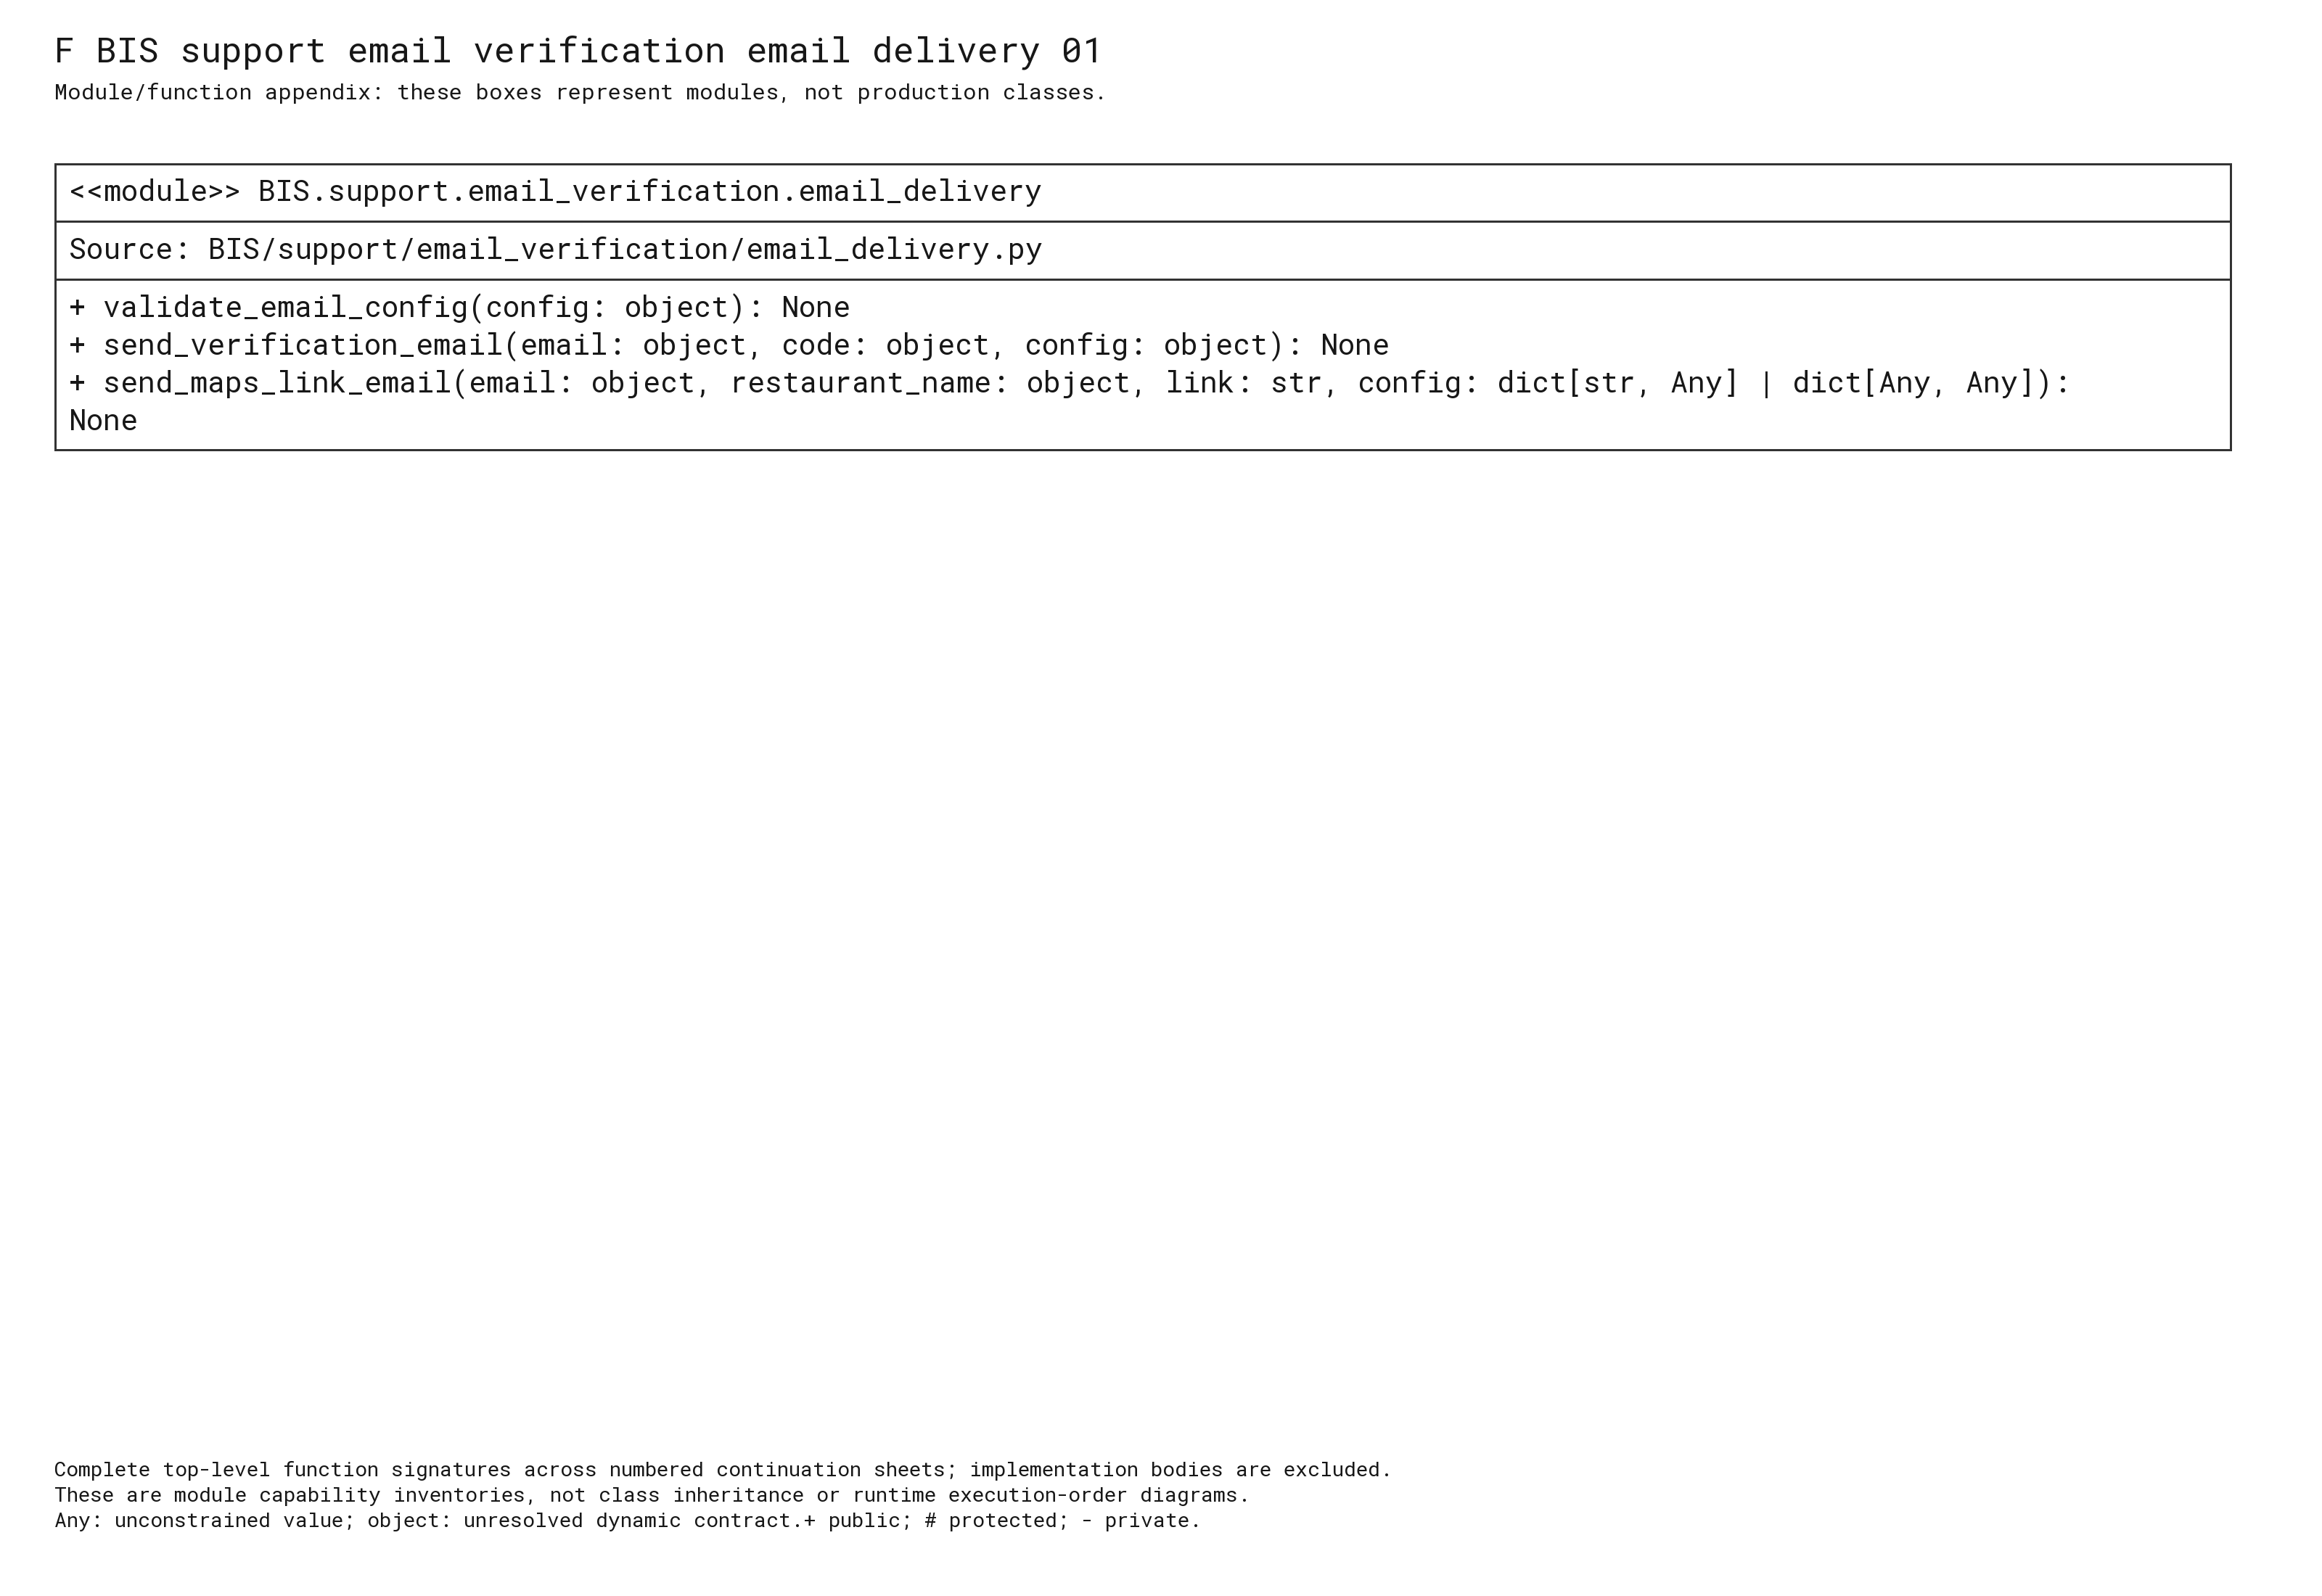 F BIS support email verification email delivery 01
Module/function appendix: these boxes represent modules, not production classes.
<<module>> BIS.support.email_verification.email_delivery
Source: BIS/support/email_verification/email_delivery.py
+ validate_email_config(config: object): None
+ send_verification_email(email: object, code: object, config: object): None
+ send_maps_link_email(email: object, restaurant_name: object, link: str, config: dict[str, Any] | dict[Any, Any]):
None
Complete top-level function signatures across numbered continuation sheets; implementation bodies are excluded.
These are module capability inventories, not class inheritance or runtime execution-order diagrams.
Any: unconstrained value; object: unresolved dynamic contract.+ public; # protected; - private.